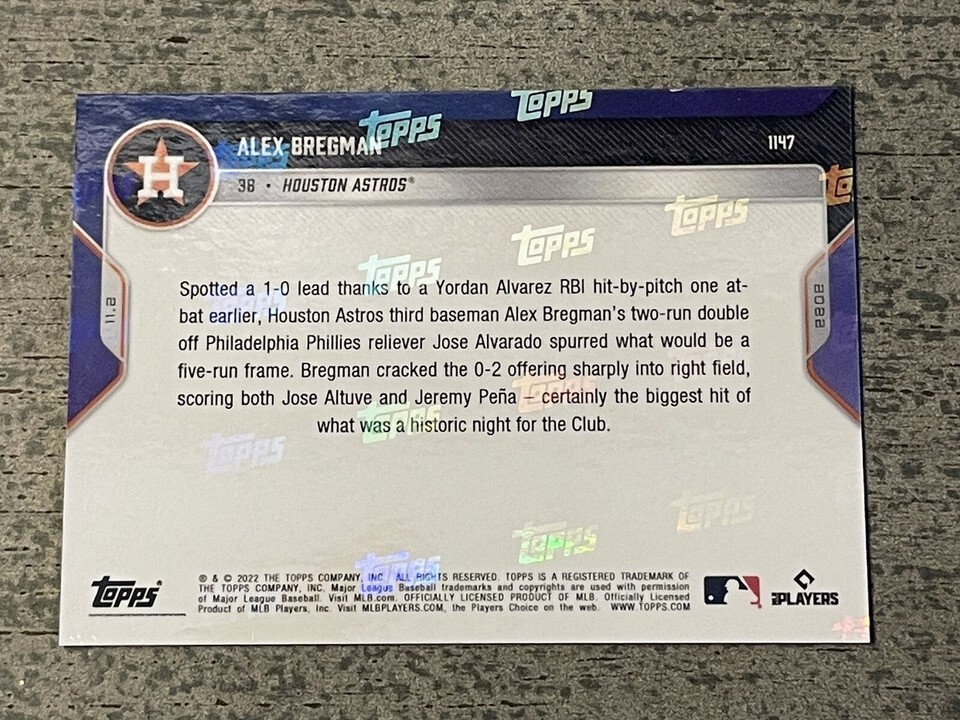 TOPPS
TOPPS
ALEX BREGMAN
1147
H
3B • HOUSTON ASTROS®
TOPPS
TOPPS
TOPPS
Spotted a 1-0 lead thanks to a Yordan Alvarez RBI hit-by-pitch one at-
bat earlier, Houston Astros third baseman Alex Bregman's two-run double
off Philadelphia Phillies reliever Jose Alvarado spurred what would be a
five-run frame. Bregman cracked the 0-2 offering sharply into right field,
scoring both Jose Altuve and Jeremy Peña – certainly the biggest hit of
what was a historic night for the Club.
11.2
2022
TOPPS
TOPPS
TOPPS
TOPPS
TOPPS
TOPPS
TOPPS®
® & © 2022 THE TOPPS COMPANY, INC. ALL RIGHTS RESERVED. TOPPS IS A REGISTERED TRADEMARK OF
THE TOPPS COMPANY, INC. Major League Baseball trademarks and copyrights are used with permission
of Major League Baseball. Visit MLB.com. OFFICIALLY LICENSED PRODUCT OF MLB. Officially Licensed
Product of MLB Players, Inc. Visit MLBPLAYERS.COM, the Players Choice on the web. WWW.TOPPS.COM
PLAYERS